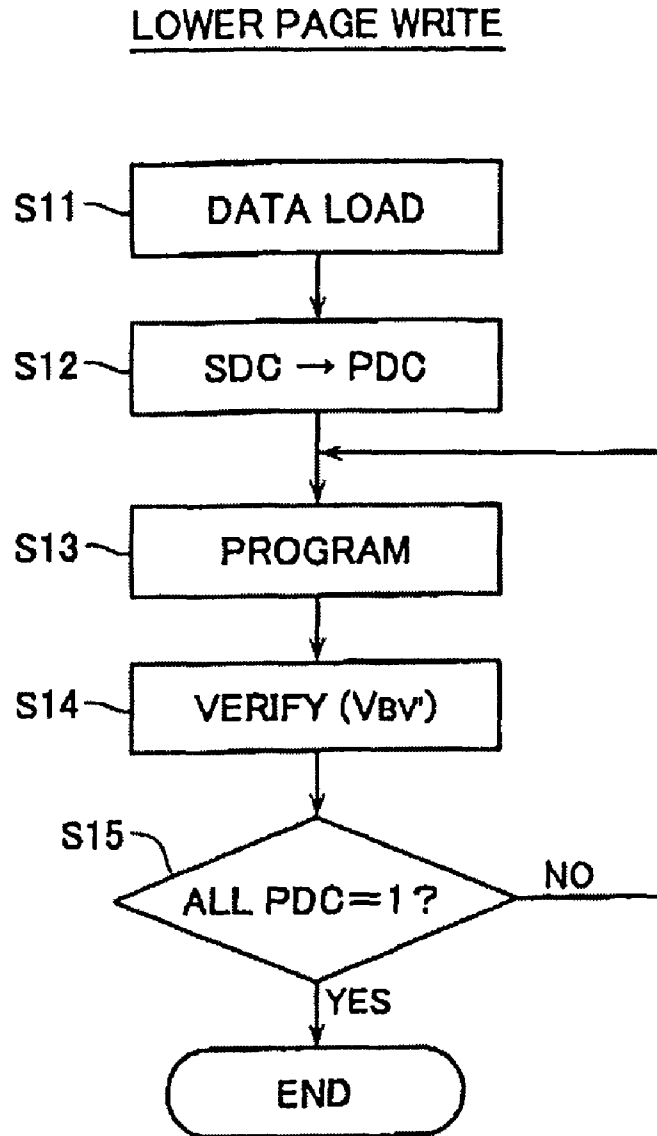 LOWER PAGE WRITE
S11
DATA LOAD
S12
SDC → PDC
S13
PROGRAM
S14
VERIFY (VBV')
S15
ALL PDC=1?
NO
YES
END